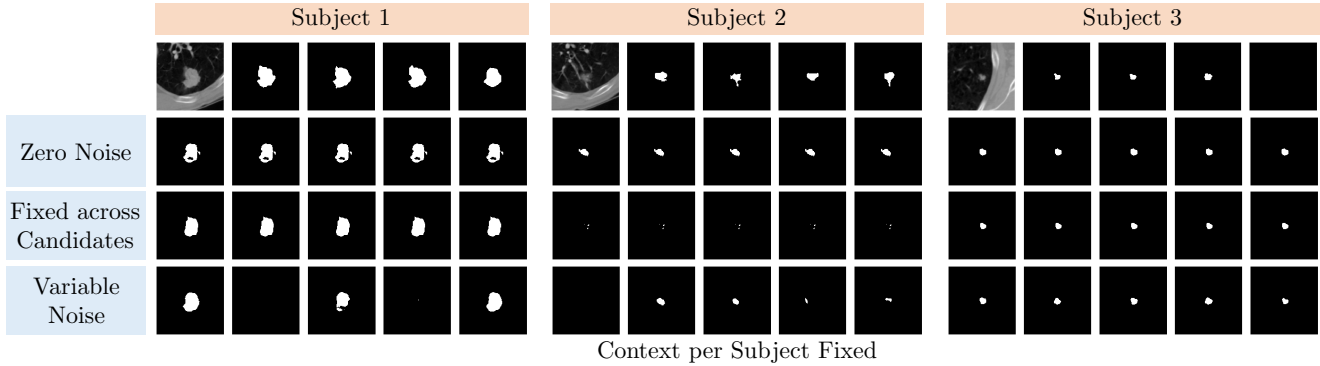 Subject 1
Subject 2
Subject 3
Zero Noise
Fixed across
Candidates
Variable
Noise
Context per Subject Fixed